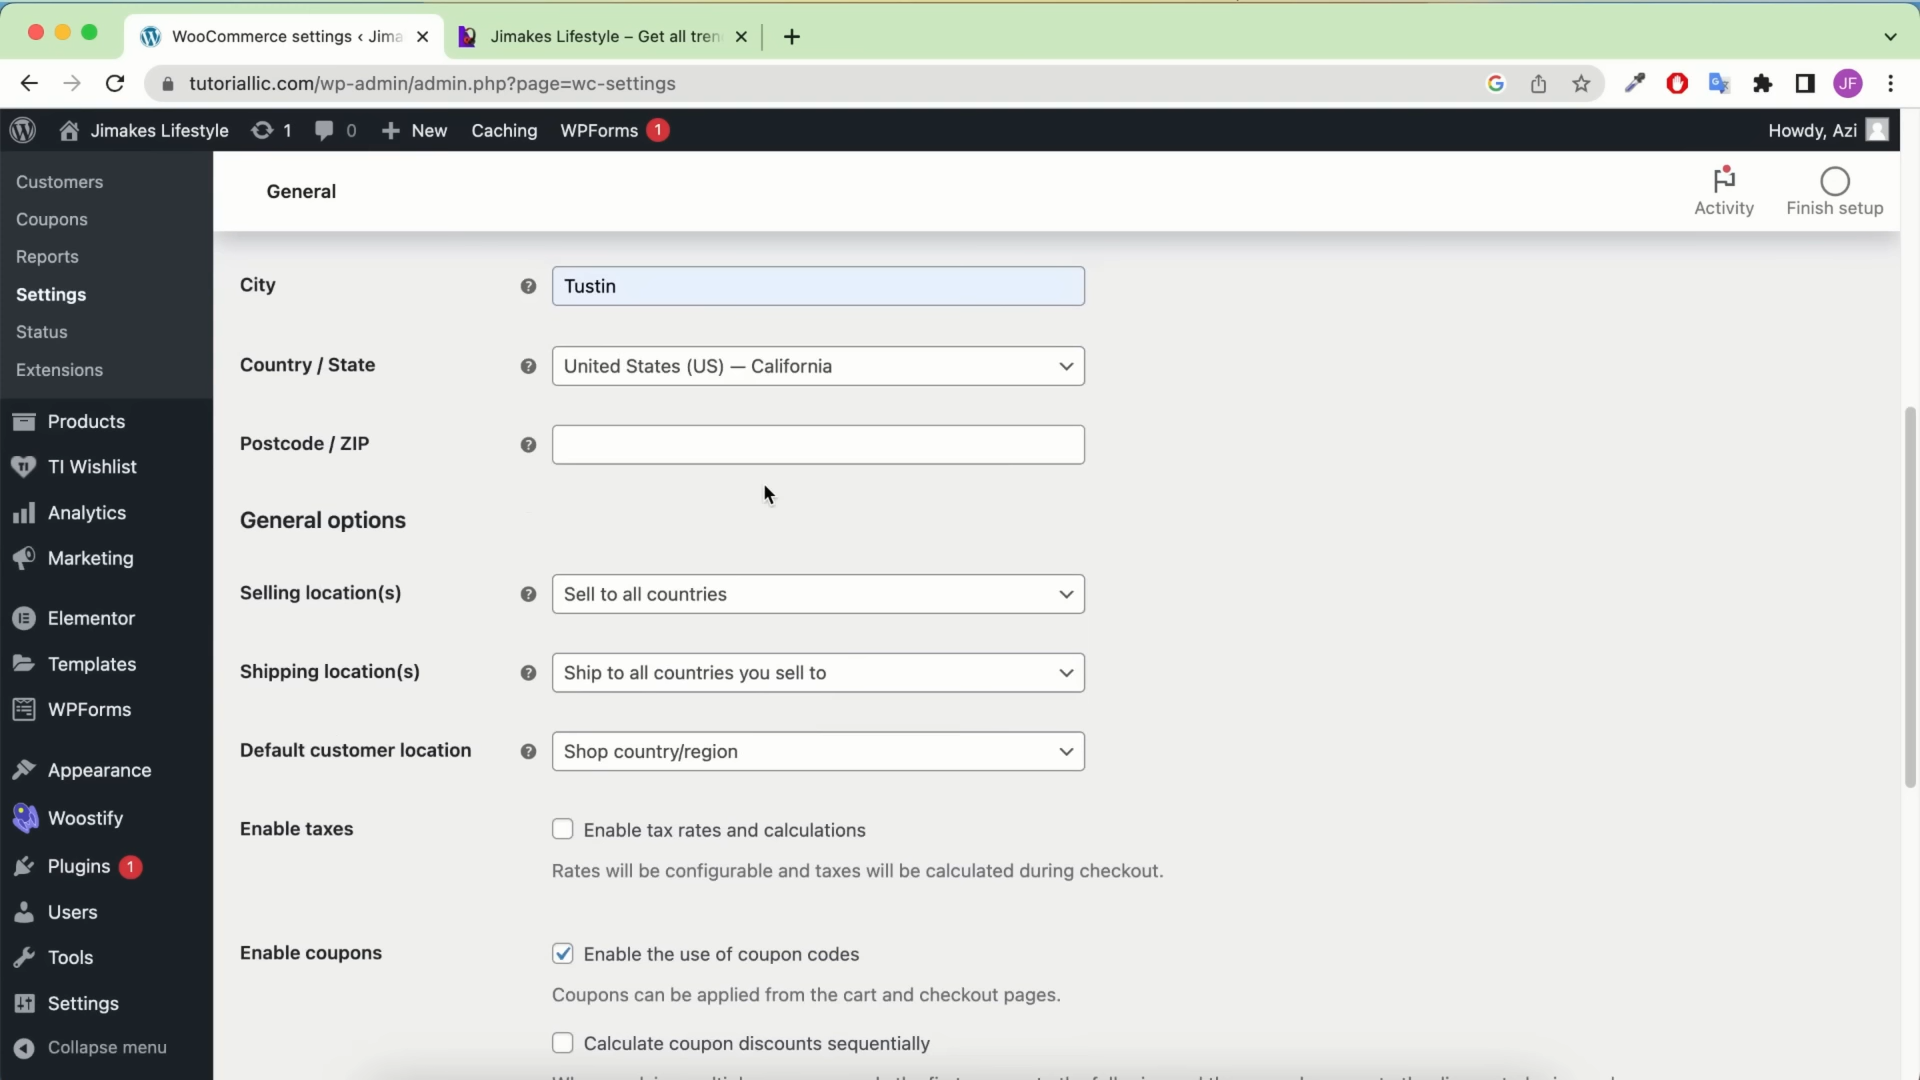 WooCommerce settings ‹ Jima
Jimakes Lifestyle – Get all tren
tutoriallic.com/wp-admin/admin.php?page=wc-settings
JF
Jimakes Lifestyle 1 0 New Caching WPForms 1
Howdy, Azi
Customers
Coupons
Reports
Settings
Status
Extensions
Products
TI Wishlist
Analytics
Marketing
Elementor
Templates
WPForms
Appearance
Woostify
Plugins 1
Users
Tools
Settings
Collapse menu
General
Activity
Finish setup
City
Tustin
Country / State
United States (US) — California
Postcode / ZIP
General options
Selling location(s)
Sell to all countries
Shipping location(s)
Ship to all countries you sell to
Default customer location
Shop country/region
Enable taxes
Enable tax rates and calculations
Rates will be configurable and taxes will be calculated during checkout.
Enable coupons
Enable the use of coupon codes
Coupons can be applied from the cart and checkout pages.
Calculate coupon discounts sequentially